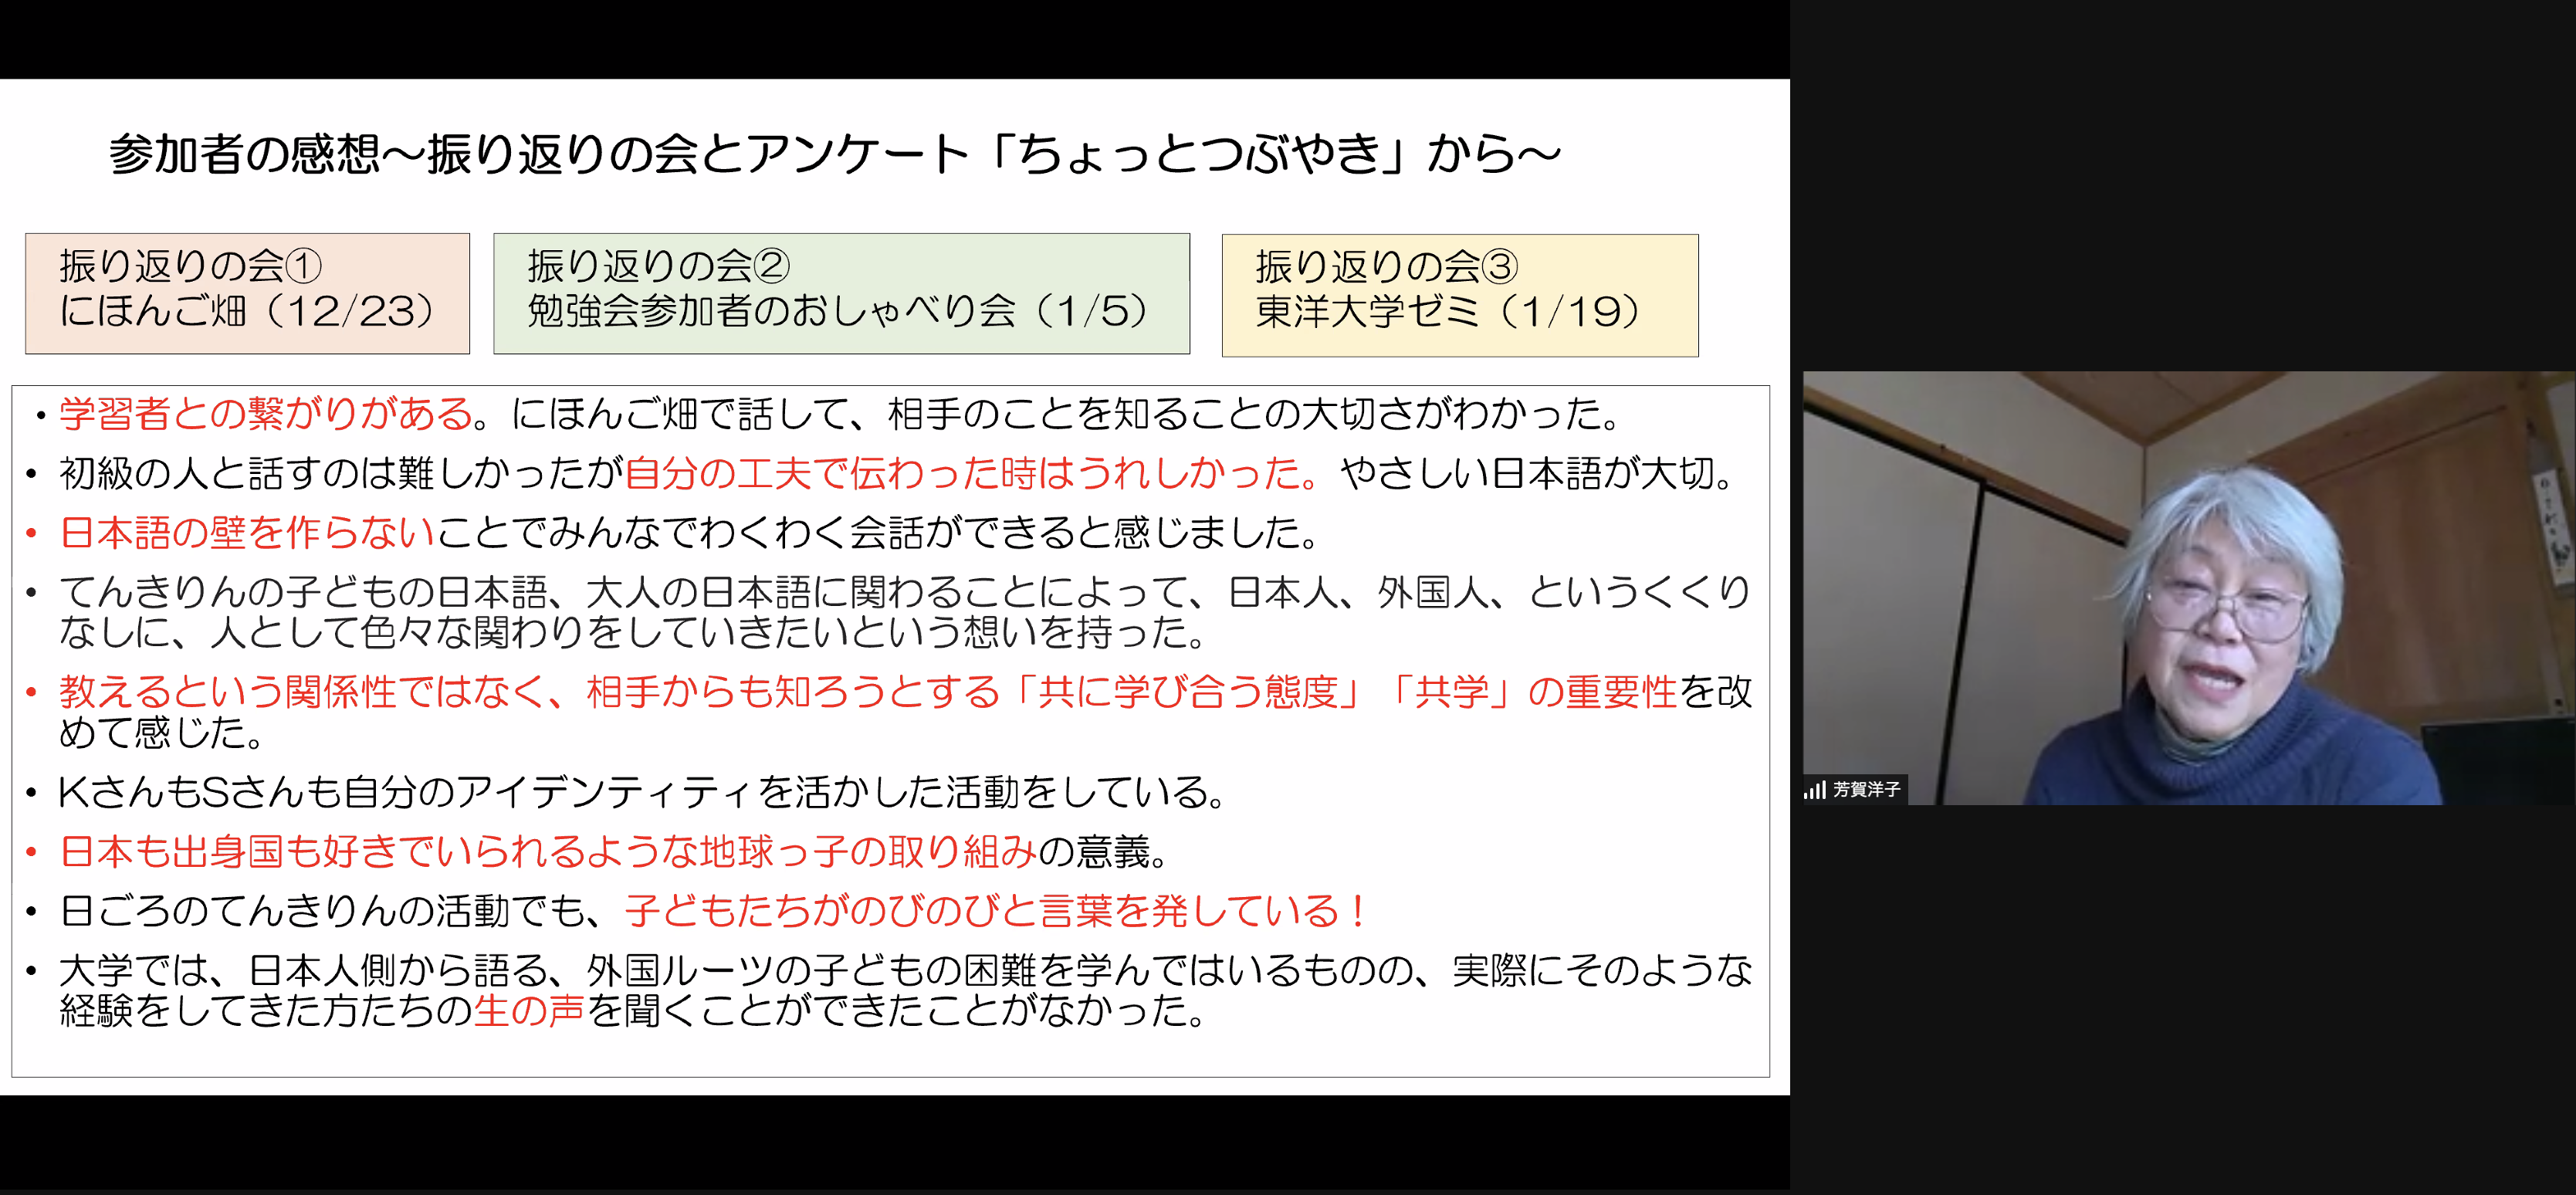 参加者の感想～振り返りの会とアンケート「ちょっとつぶやき」から～
振り返りの会①
にほんご畑（12/23）
振り返りの会②
勉強会参加者のおしゃべり会（1/5）
振り返りの会③
東洋大学ゼミ（1/19）
・学習者との繋がりがある。にほんご畑で話して、相手のことを知ることの大切さがわかった。
• 初級の人と話すのは難しかったが自分の工夫で伝わった時はうれしかった。やさしい日本語が大切。
• 日本語の壁を作らないことでみんなでわくわく会話ができると感じました。
• てんきりんの子どもの日本語、大人の日本語に関わることによって、日本人、外国人、というくくり
なしに、人として色々な関わりをしていきたいという想いを持った。
• 教えるという関係性ではなく、相手からも知ろうとする「共に学び合う態度」「共学」の重要性を改
めて感じた。
• KさんもSさんも自分のアイデンティティを活かした活動をしている。
• 日本も出身国も好きでいられるような地球っ子の取り組みの意義。
• 日ごろのてんきりんの活動でも、子どもたちがのびのびと言葉を発している！
• 大学では、日本人側から語る、外国ルーツの子どもの困難を学んではいるものの、実際にそのような
経験をしてきた方たちの生の声を聞くことができたことがなかった。
芳賀洋子